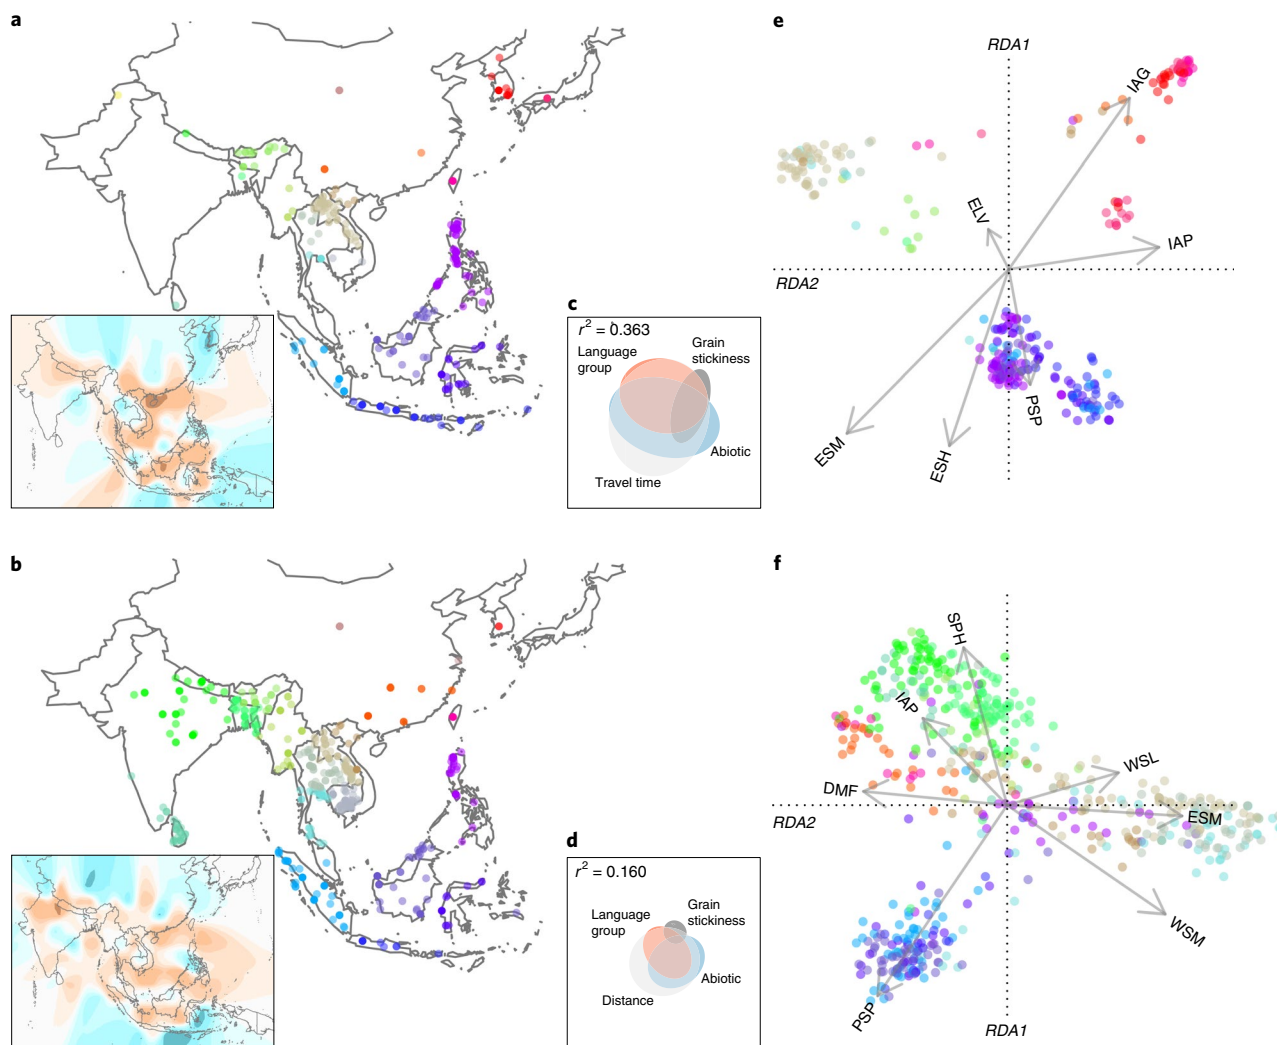 a
c
r² = 0.363
Language
group
Grain
stickiness
Abiotic
Travel time
e
RDA1
IAG
ELV
IAP
RDA2
PSP
ESM
ESH
b
d
r² = 0.160
Language
group
Grain
stickiness
Abiotic
Distance
f
SPH
IAP
WSL
DMF
ESM
RDA2
WSM
PSP
RDA1